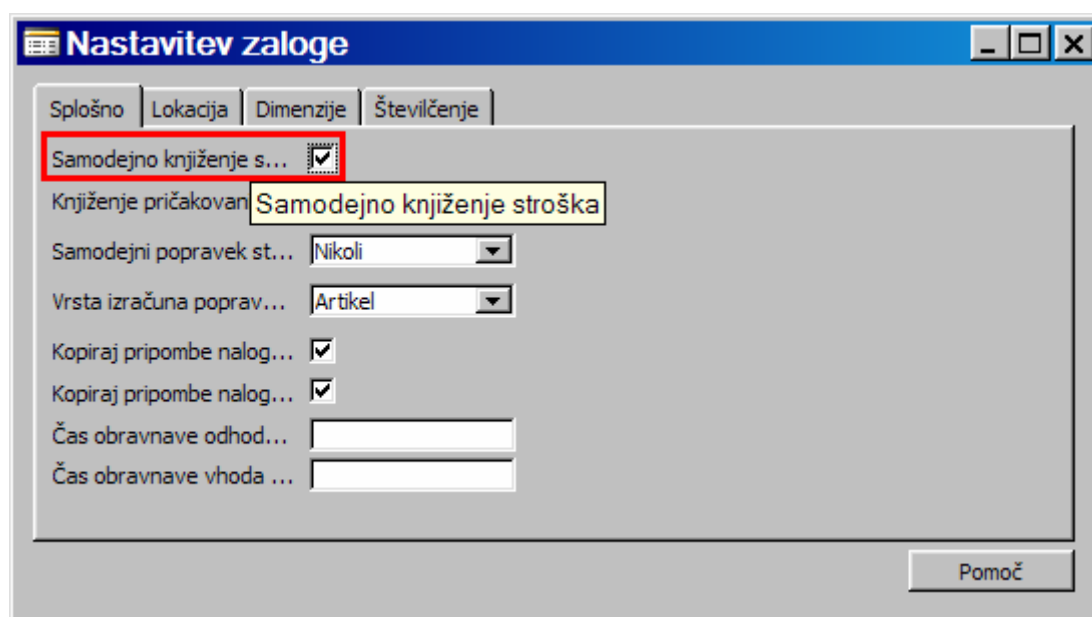 Nastavitev zaloge
Splošno Lokacija Dimenzije Številčenje
Samodejno knjiženje s...
Knjiženje pričakovan
Samodejno knjiženje stroška
Samodejni popravek st... Nikoli
Vrsta izračuna poprav... Artikel
Kopiraj pripombe nalog...
Kopiraj pripombe nalog...
Čas obravnave odhod...
Čas obravnave vhoda ...
Pomoč